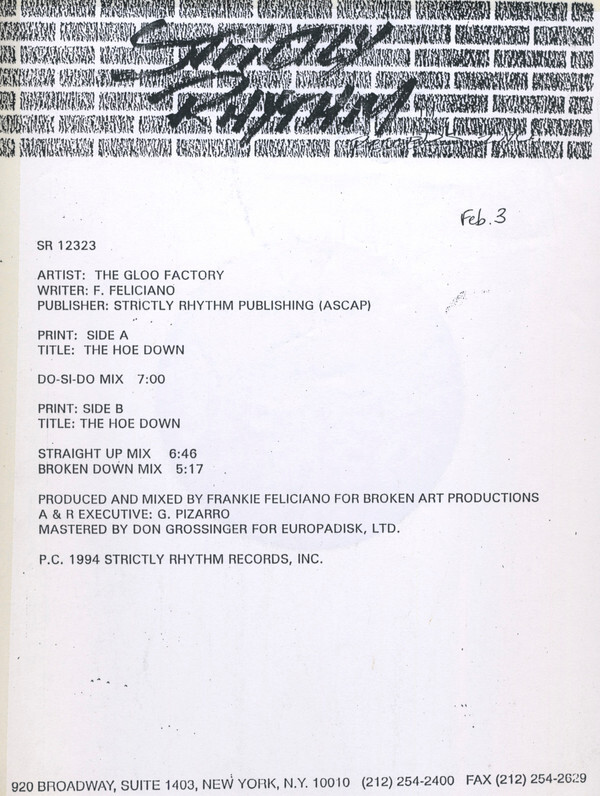 Strictly
Rhythm
Feb. 3
SR 12323
ARTIST: THE GLOO FACTORY
WRITER: F. FELICIANO
PUBLISHER: STRICTLY RHYTHM PUBLISHING (ASCAP)
PRINT: SIDE A
TITLE: THE HOE DOWN
DO-SI-DO MIX 7:00
PRINT: SIDE B
TITLE: THE HOE DOWN
STRAIGHT UP MIX 6:46
BROKEN DOWN MIX 5:17
PRODUCED AND MIXED BY FRANKIE FELICIANO FOR BROKEN ART PRODUCTIONS
A & R EXECUTIVE: G. PIZARRO
MASTERED BY DON GROSSINGER FOR EUROPADISK, LTD.
P.C. 1994 STRICTLY RHYTHM RECORDS, INC.
920 BROADWAY, SUITE 1403, NEW YORK, N.Y. 10010 (212) 254-2400 FAX (212) 254-2629